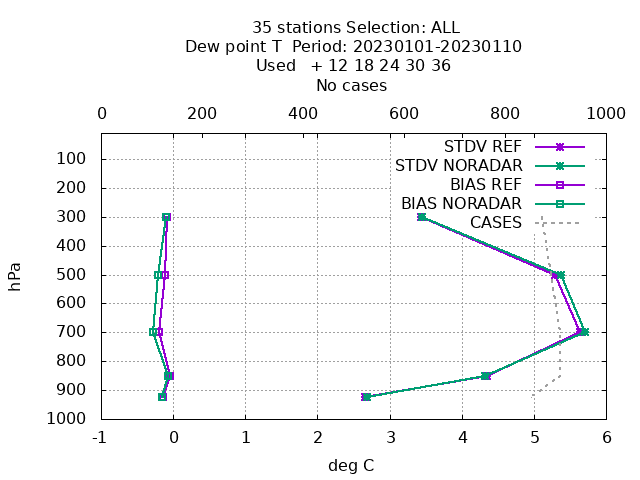 35 stations Selection: ALL
Dew point T  Period: 20230101-20230110
Used   + 12 18 24 30 36
No cases
0 200 400 600 800 1000
STDV REF
STDV NORADAR
BIAS REF
BIAS NORADAR
CASES
100
200
300
400
500
600
700
800
900
1000
hPa
-1 0 1 2 3 4 5 6
deg C